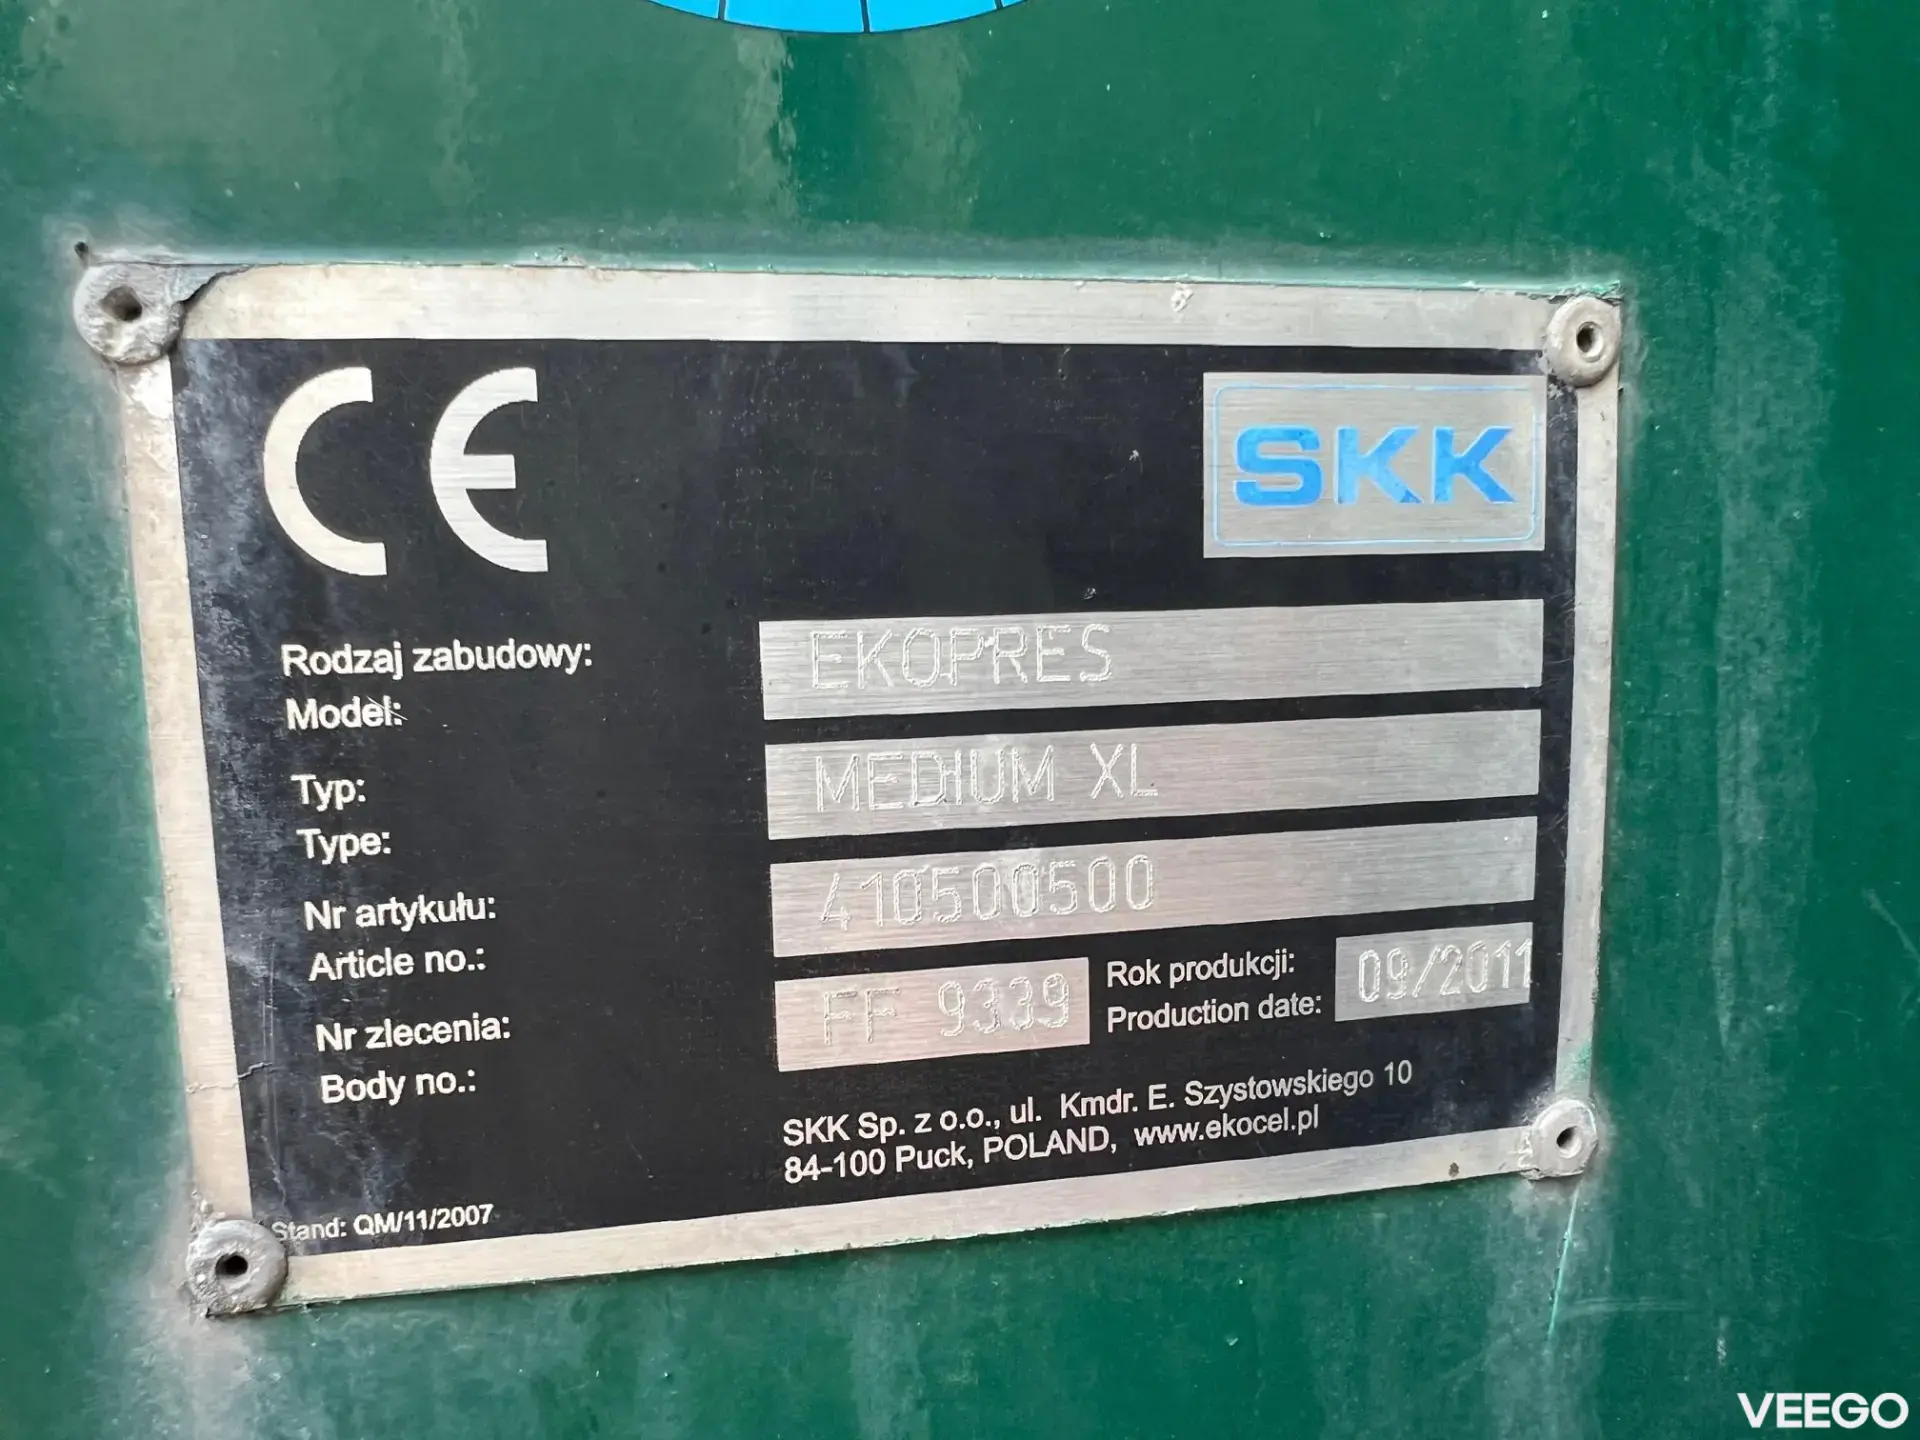 CE
SKK
Rodzaj zabudowy:
Model:
EKOPRES
Typ:
Type:
MEDIUM XL
Nr artykułu:
Article no.:
410500500
Nr zlecenia:
Body no.:
FF 9339
Rok produkcji:
Production date:
09/2011
SKK Sp. z o.o., ul. Kmdr. E. Szystowskiego 10
84-100 Puck, POLAND, www.ekocel.pl
Stand: QM/11/2007
VEEGO